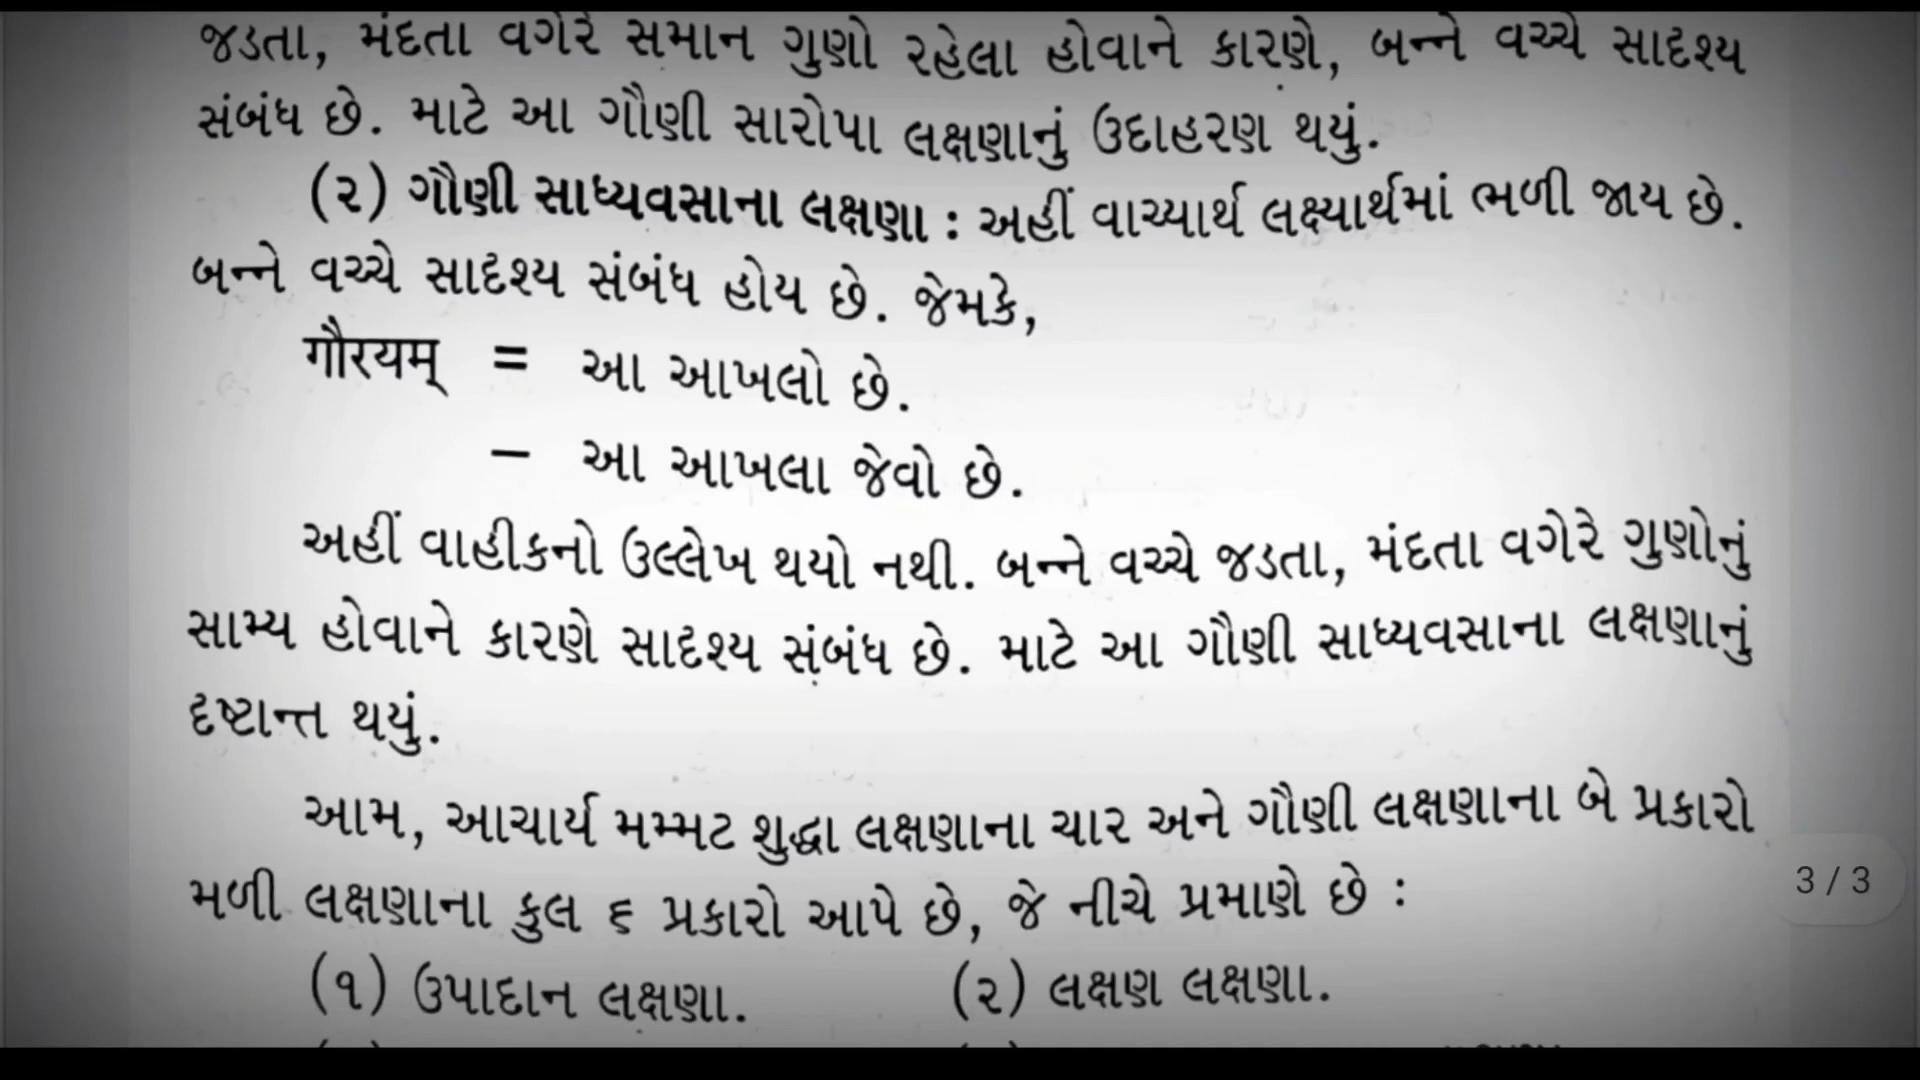 જડતા, મંદતા વગેરે સમાન ગુણો રહેલા હોવાને કારણે, બન્ને વચ્ચે સાદૃશ્ય
સંબંધ છે. માટે આ ગૌણી સારોપા લક્ષણાનું ઉદાહરણ થયું.
(૨) ગૌણી સાધ્યવસાના લક્ષણા : અહીં વાચ્યાર્થ લક્ષ્યાર્થમાં ભળી જાય છે.
બન્ને વચ્ચે સાદૃશ્ય સંબંધ હોય છે. જેમકે,
गौरयम् = આ આખલો છે.
– આ આખલા જેવો છે.
અહીં વાહીકનો ઉલ્લેખ થયો નથી. બન્ને વચ્ચે જડતા, મંદતા વગેરે ગુણોનું
સામ્ય હોવાને કારણે સાદૃશ્ય સંબંધ છે. માટે આ ગૌણી સાધ્યવસાના લક્ષણાનું
દૃષ્ટાન્ત થયું.
આમ, આચાર્ય મમ્મટ શુદ્ધા લક્ષણાના ચાર અને ગૌણી લક્ષણાના બે પ્રકારો
મળી લક્ષણાના કુલ ૬ પ્રકારો આપે છે, જે નીચે પ્રમાણે છે :
3 / 3
(૧) ઉપાદાન લક્ષણા. (૨) લક્ષણ લક્ષણા.